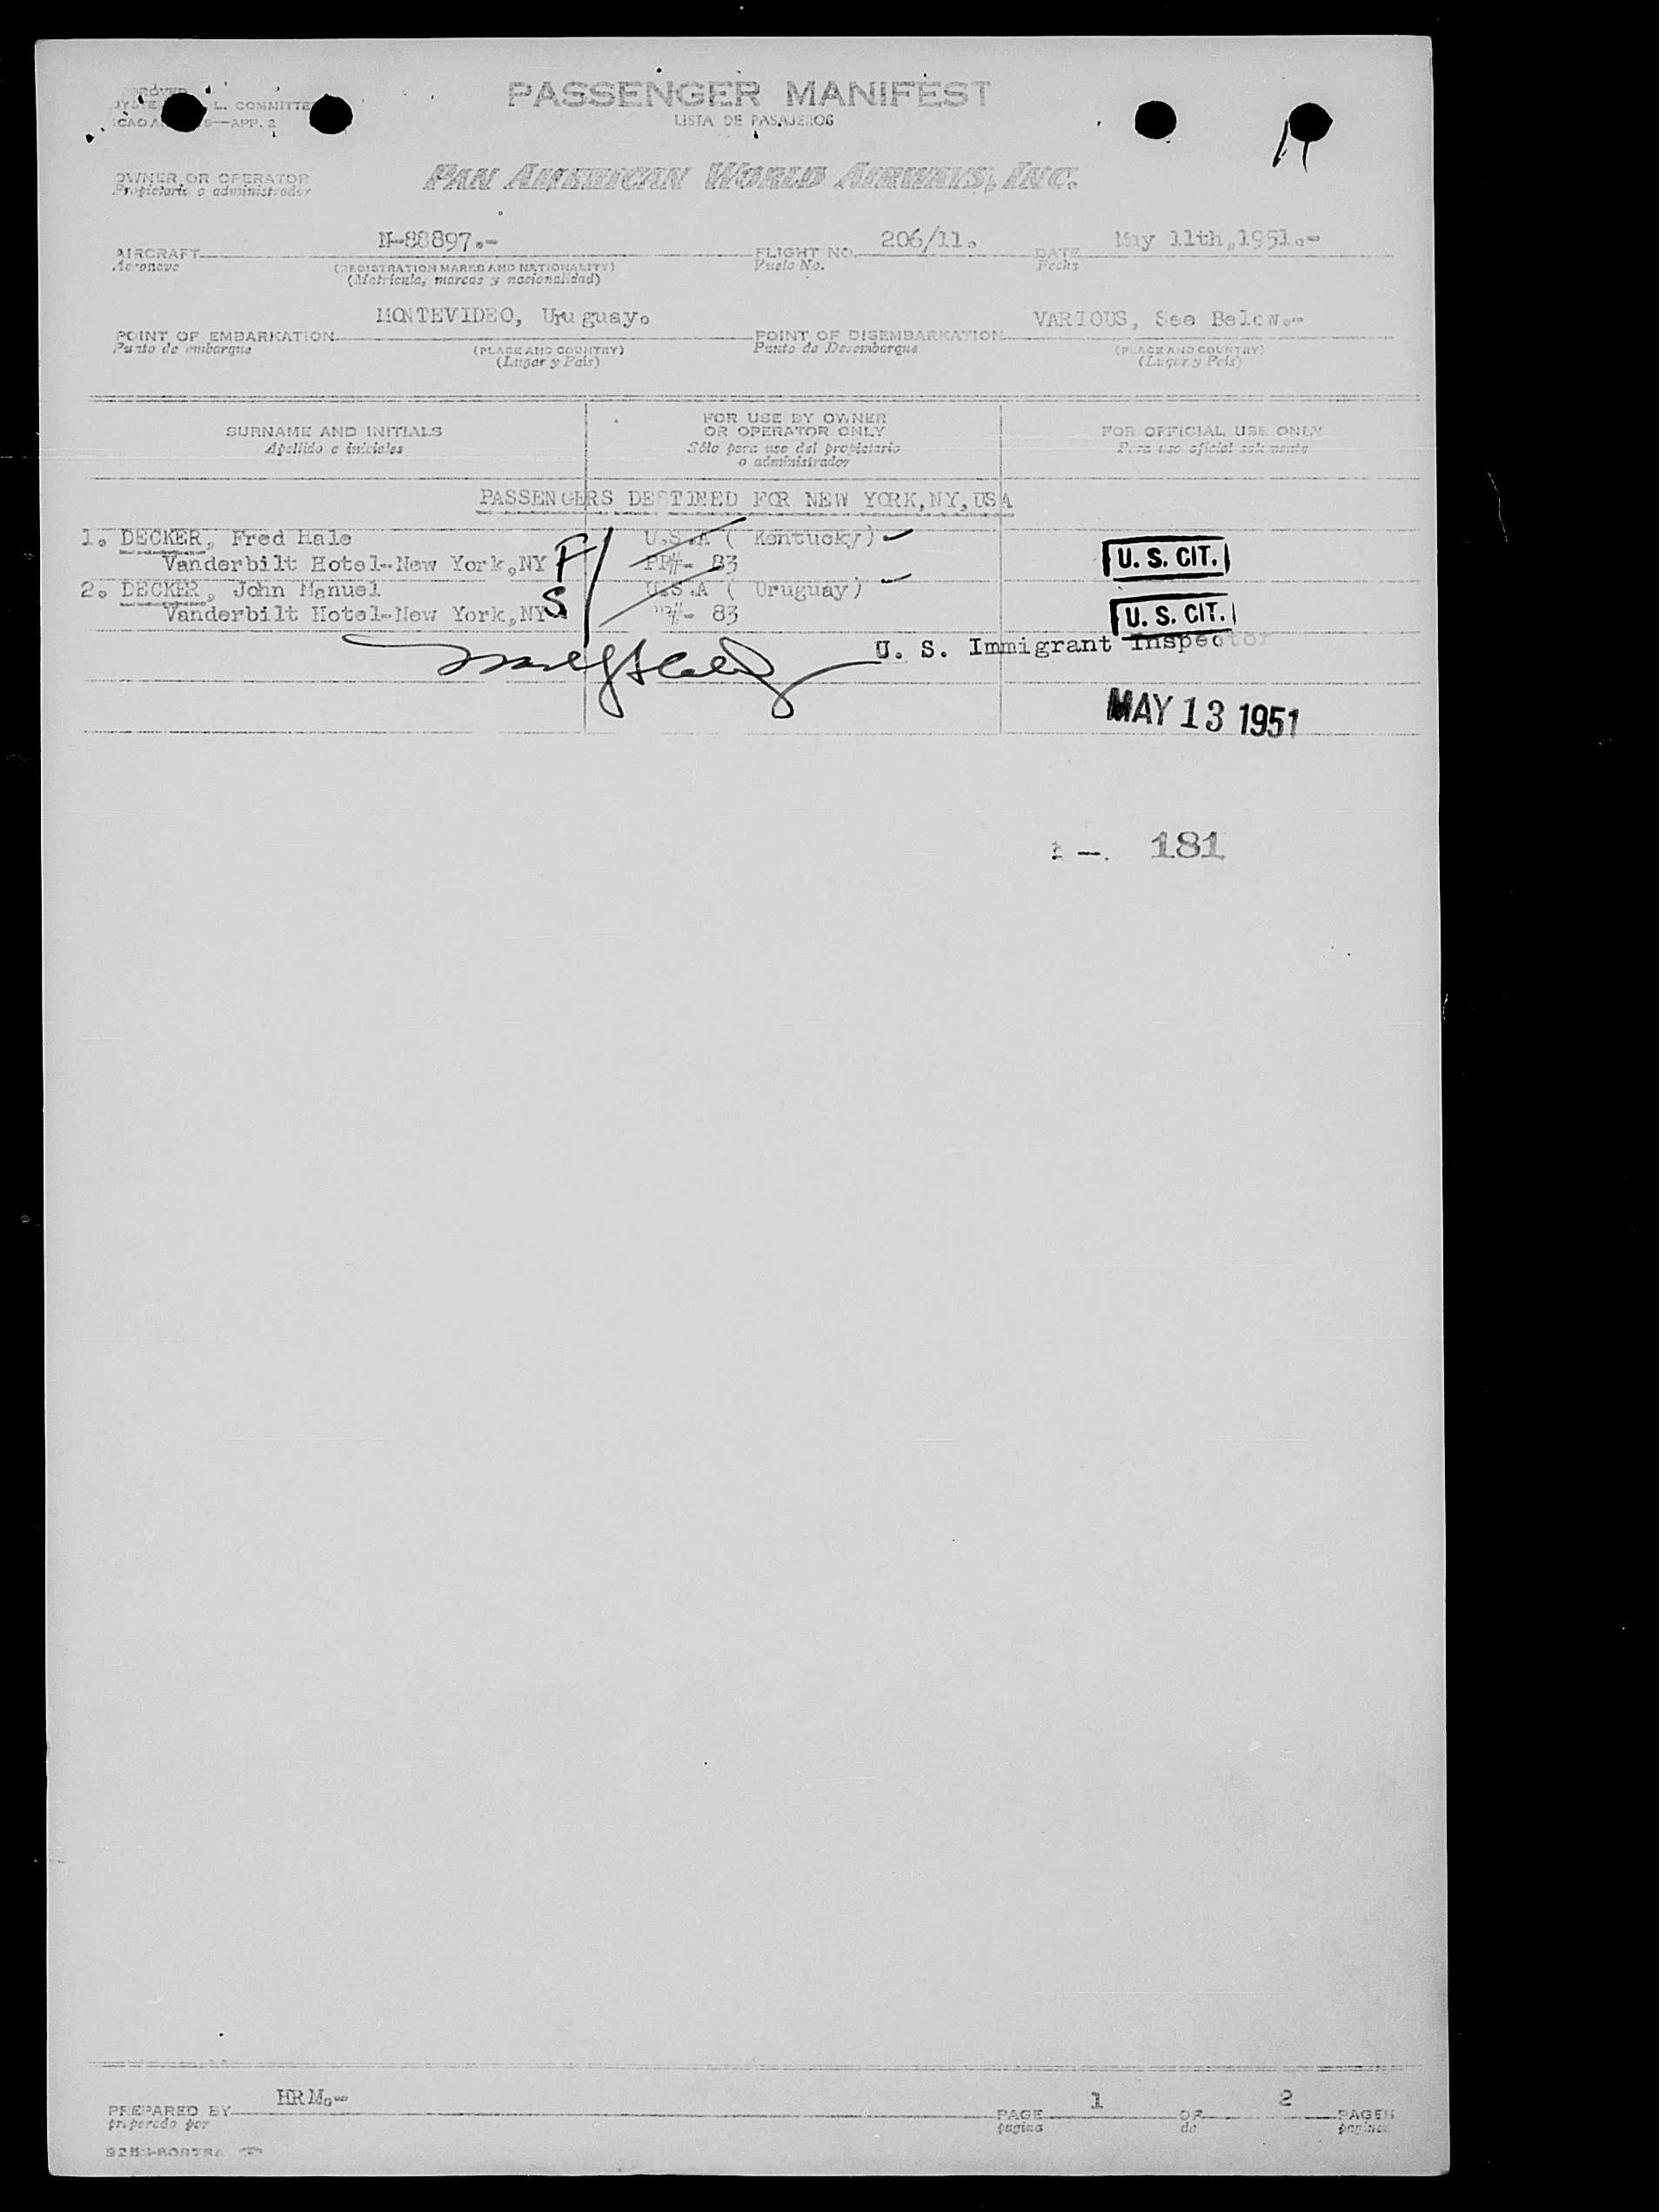 PASSENGER MANIFEST
LISTA DE PASAJEROS
L. COMMITTEE
APP. 2
OWNER OR OPERATOR
Propietario o administrador
PAN AMERICAN WORLD AIRWAYS, INC.
AIRCRAFT N-88897.- FLIGHT NO. 206/11. DATE May 11th,1951.-
Aeronave (REGISTRATION MARKS AND NATIONALITY) Vuelo No. Fecha
(Matricula, marcas y nacionalidad)
POINT OF EMBARKATION MONTEVIDEO, Uruguay. POINT OF DISEMBARKATION VARIOUS, See Below.-
Punto de embarque (PLACE AND COUNTRY) Punto de Desembarque (PLACE AND COUNTRY)
(Lugar y Pais) (Lugar y Pais)
SURNAME AND INITIALS FOR USE BY OWNER OR OPERATOR ONLY FOR OFFICIAL USE ONLY
Apellido e iniciales Sólo para uso del propietario o administrador Para uso oficial solamente
PASSENGERS DESTINED FOR NEW YORK,NY,USA
1. DECKER, Fred Hale U.S.A ( Kentucky)
Vanderbilt Hotel-New York,NY F PP#- 83 U. S. CIT.
2. DECKER, John Manuel U.S.A ( Uruguay)
Vanderbilt Hotel-New York,NY S PP#- 83 U. S. CIT.
U. S. Immigrant Inspector
MAY 13 1951
181
PREPARED BY HRM.- PAGE 1 OF 2 PAGES
preparado por pagina de paginas